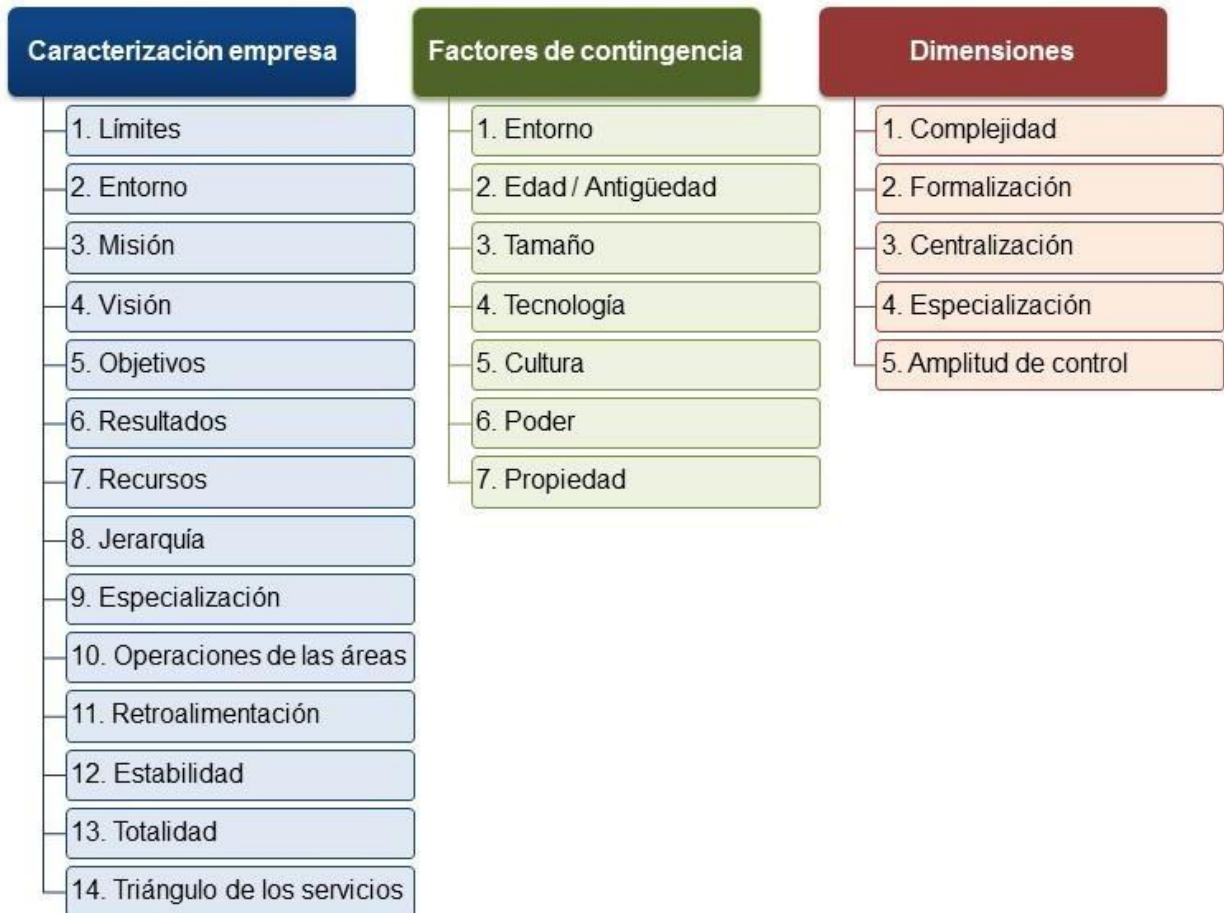 Caracterización empresa
1. Límites
2. Entorno
3. Misión
4. Visión
5. Objetivos
6. Resultados
7. Recursos
8. Jerarquía
9. Especialización
10. Operaciones de las áreas
11. Retroalimentación
12. Estabilidad
13. Totalidad
14. Triángulo de los servicios
Factores de contingencia
1. Entorno
2. Edad / Antigüedad
3. Tamaño
4. Tecnología
5. Cultura
6. Poder
7. Propiedad
Dimensiones
1. Complejidad
2. Formalización
3. Centralización
4. Especialización
5. Amplitud de control